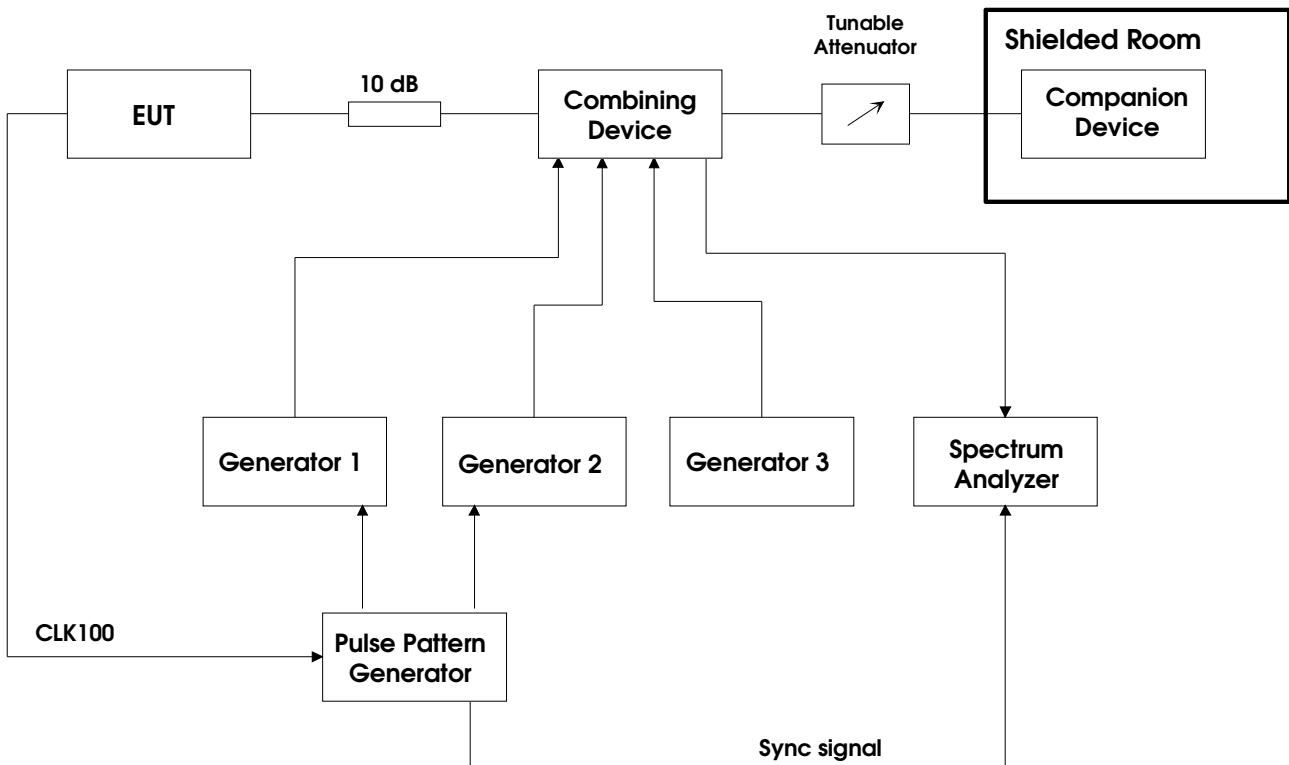 Tunable
Attenuator
Shielded Room
10 dB
EUT
Combining
Device
Companion
Device
Generator 1
Generator 2
Generator 3
Spectrum
Analyzer
CLK100
Pulse Pattern
Generator
Sync signal